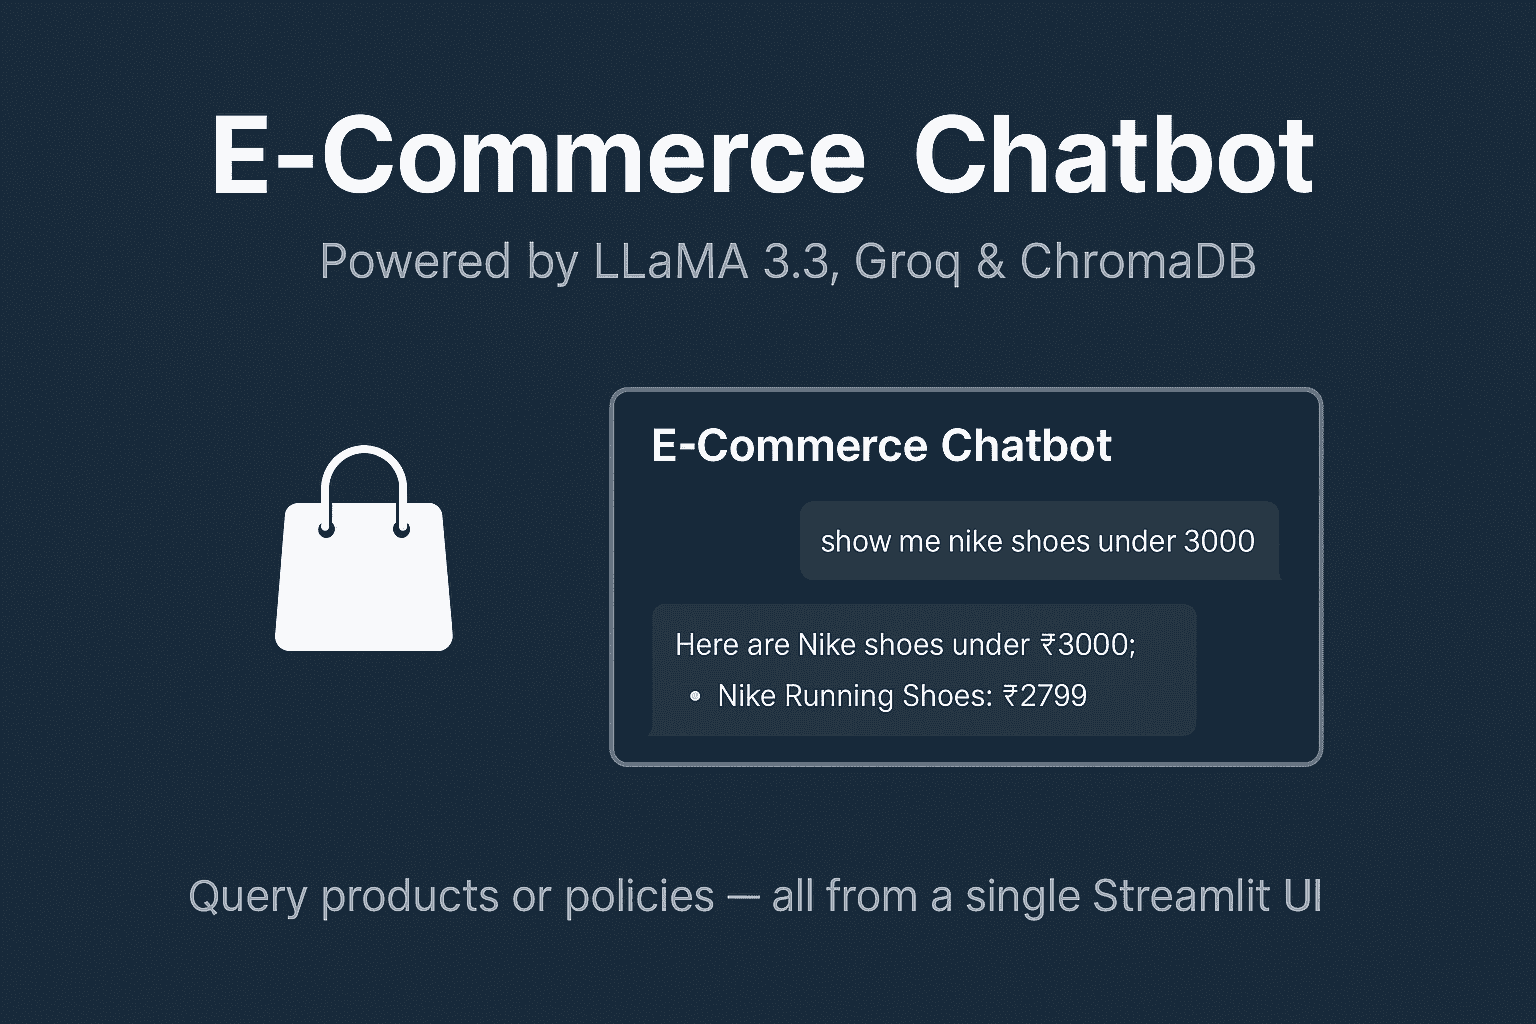 E-Commerce Chatbot
Powered by LLaMA 3.3, Groq & ChromaDB
E-Commerce Chatbot
show me nike shoes under 3000
Here are Nike shoes under ₹3000;
• Nike Running Shoes: ₹2799
Query products or policies — all from a single Streamlit UI